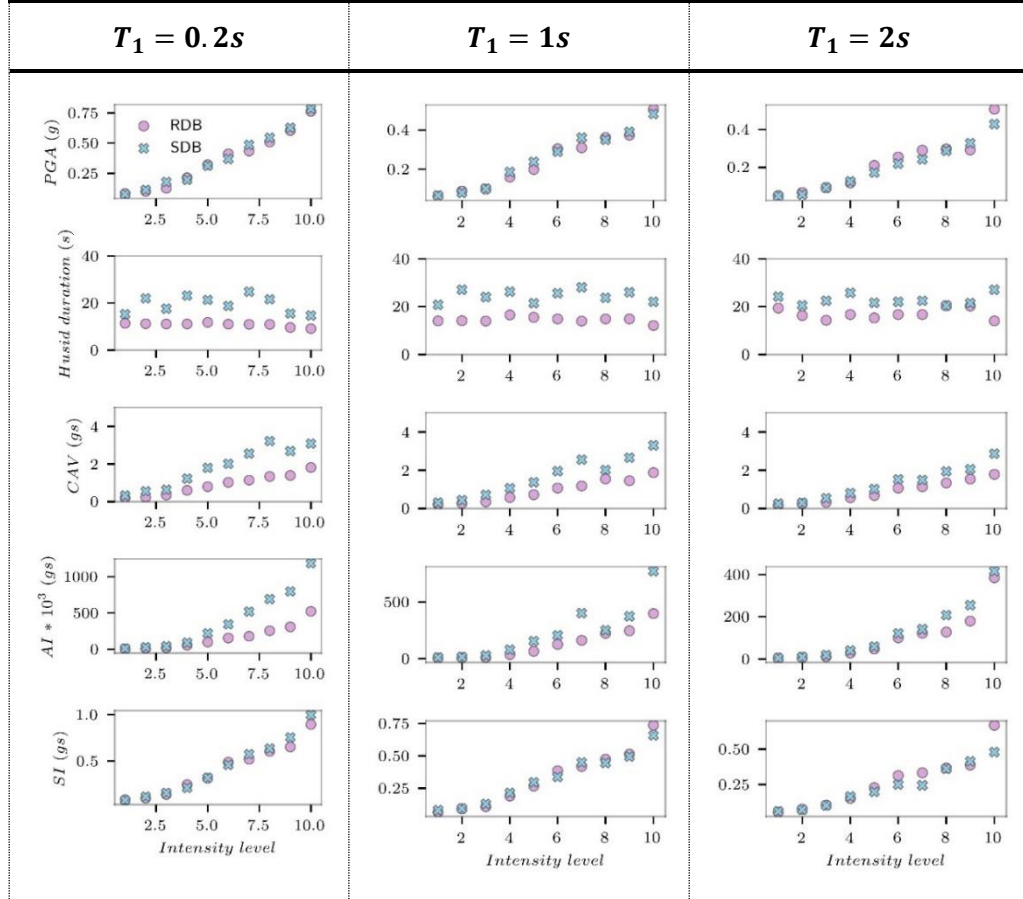 T₁ = 0.2s T₁ = 1s T₁ = 2s
PGA (g)
0.75
0.50
0.25
RDB
SDB
2.5 5.0 7.5 10.0
0.4
0.2
2 4 6 8 10
0.4
0.2
2 4 6 8 10
Husid duration (s)
40
20
0
2.5 5.0 7.5 10.0
40
20
0
2 4 6 8 10
40
20
0
2 4 6 8 10
CAV (gs)
4
2
0
2.5 5.0 7.5 10.0
4
2
0
2 4 6 8 10
4
2
0
2 4 6 8 10
AI * 10³ (gs)
1000
500
0
2.5 5.0 7.5 10.0
500
0
2 4 6 8 10
400
200
0
2 4 6 8 10
SI (gs)
1.0
0.5
2.5 5.0 7.5 10.0
Intensity level
0.75
0.50
0.25
2 4 6 8 10
Intensity level
0.50
0.25
2 4 6 8 10
Intensity level